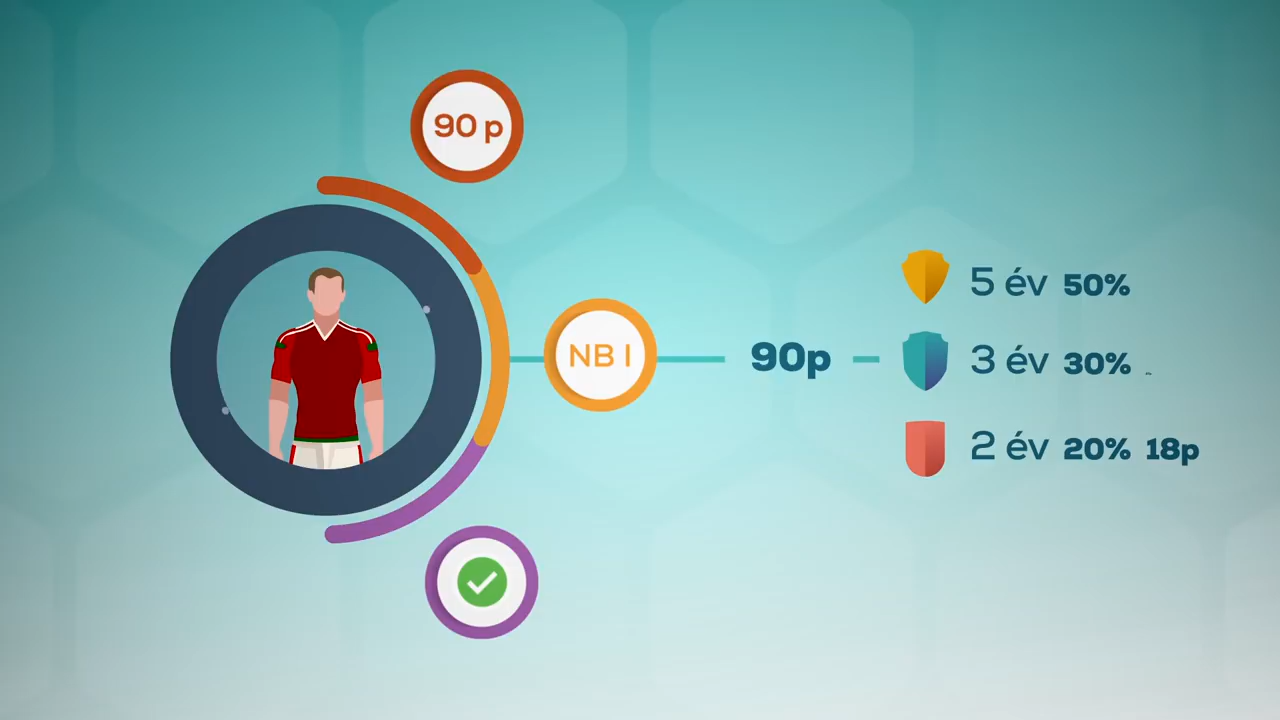 90 p
NB I
90p
5 év 50%
3 év 30%
2 év 20% 18p